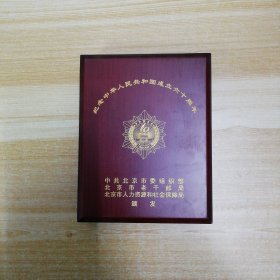 纪念中华人民共和国成立六十周年
60
中共北京市委组织部
北京市老干部局
北京市人力资源和社会保障局
颁发